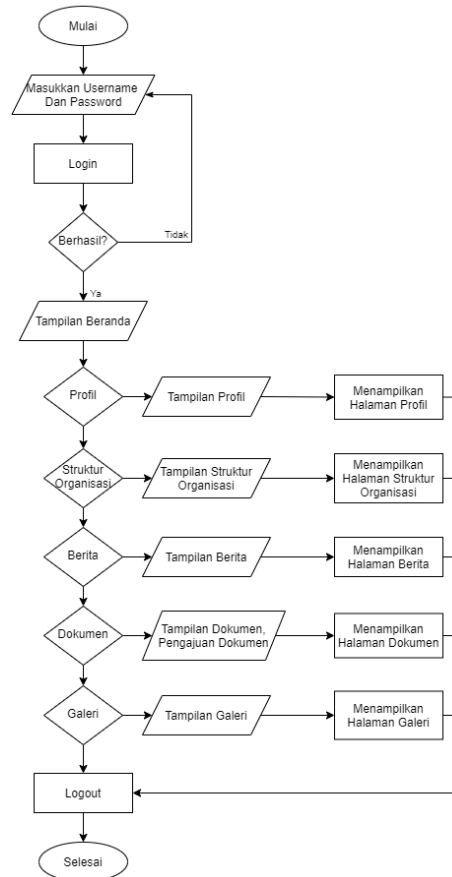 Mulai
Masukkan Username
Dan Password
Login
Berhasil?
Tidak
Ya
Tampilan Beranda
Profil
Tampilan Profil
Menampilkan
Halaman Profil
Struktur
Organisasi
Tampilan Struktur
Organisasi
Menampilkan
Halaman Struktur
Organisasi
Berita
Tampilan Berita
Menampilkan
Halaman Berita
Dokumen
Tampilan Dokumen,
Pengajuan Dokumen
Menampilkan
Halaman Dokumen
Galeri
Tampilan Galeri
Menampilkan
Halaman Galeri
Logout
Selesai